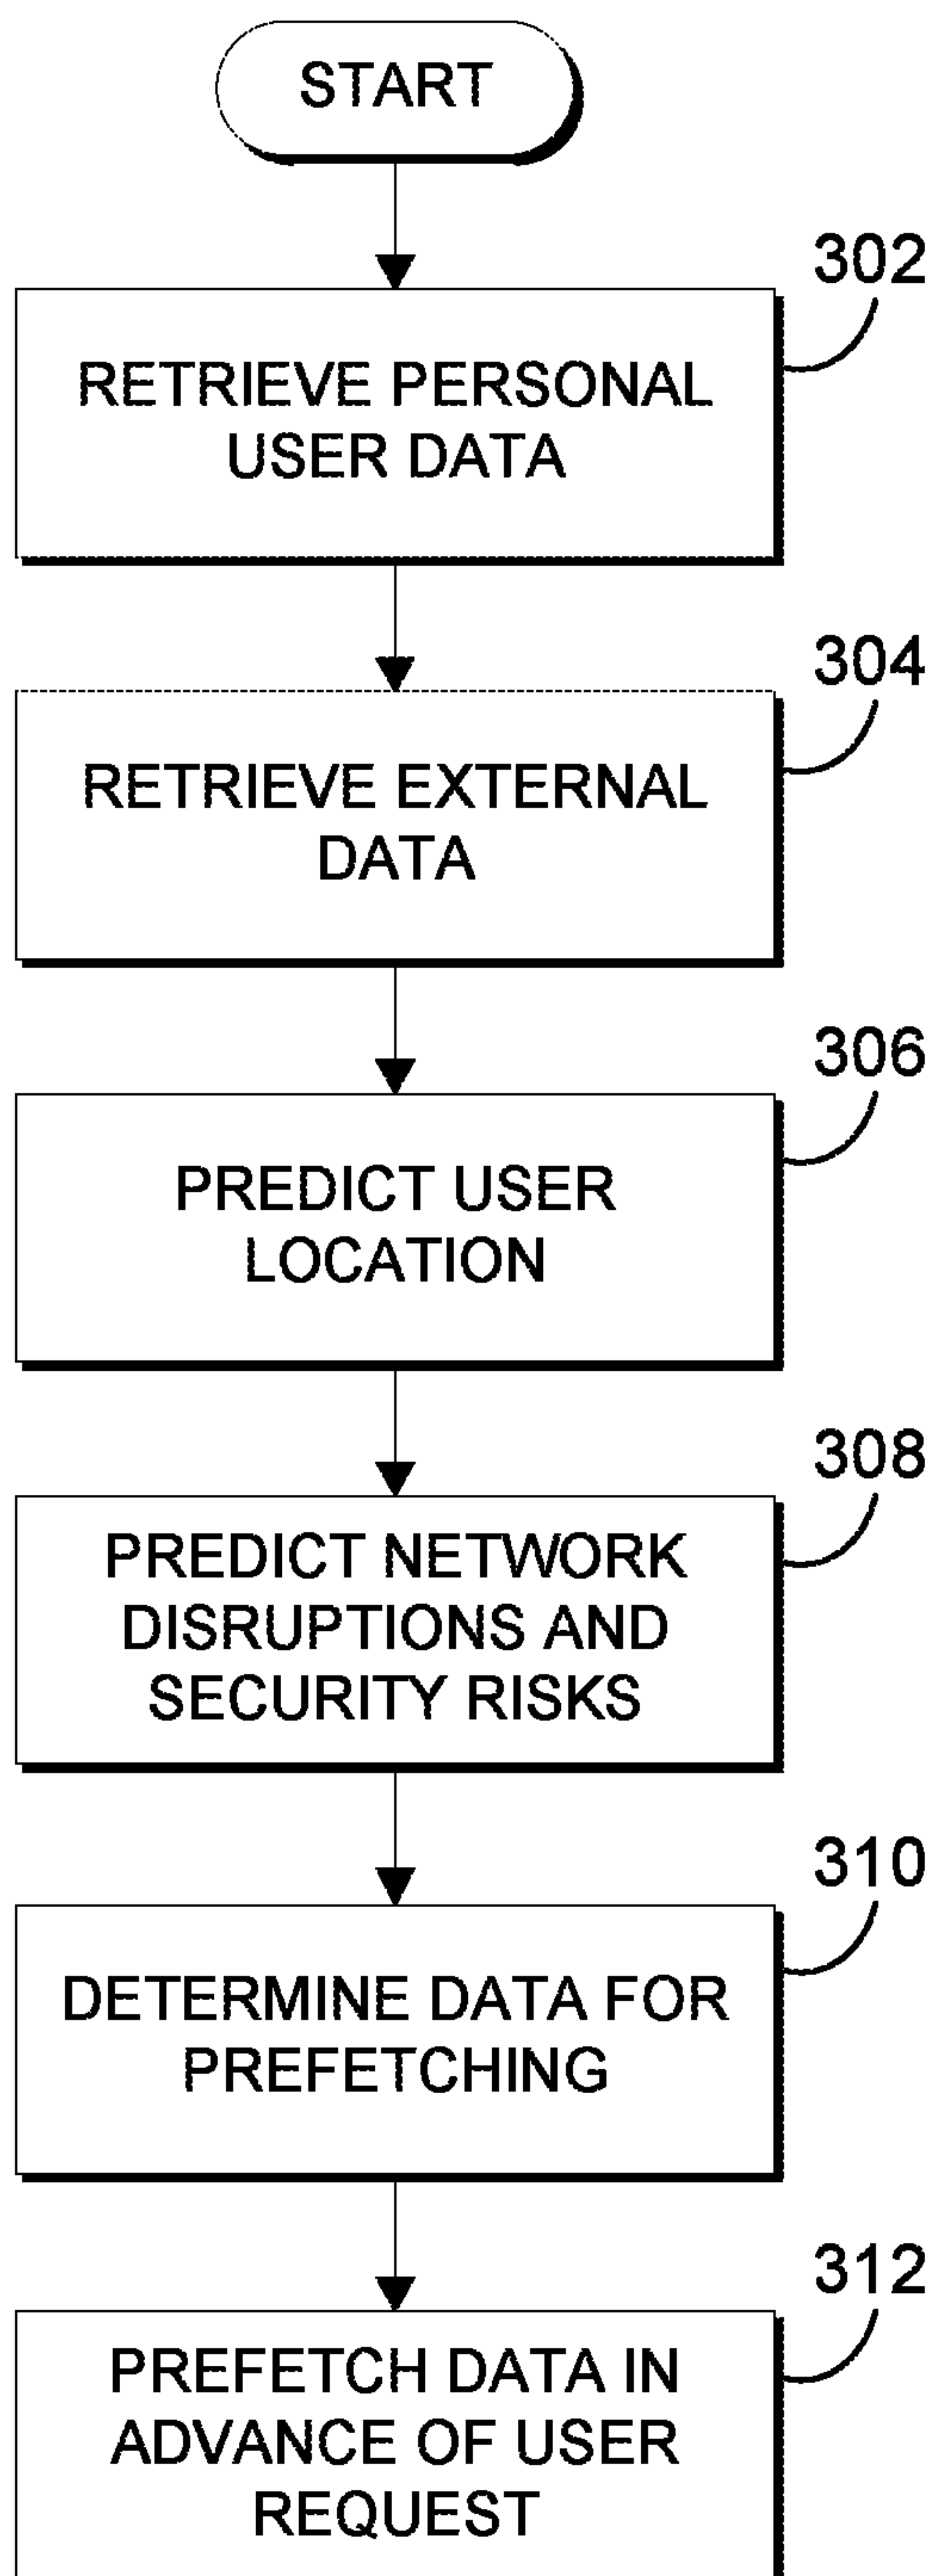 START
302
RETRIEVE PERSONAL
USER DATA
304
RETRIEVE EXTERNAL
DATA
306
PREDICT USER
LOCATION
308
PREDICT NETWORK
DISRUPTIONS AND
SECURITY RISKS
310
DETERMINE DATA FOR
PREFETCHING
312
PREFETCH DATA IN
ADVANCE OF USER
REQUEST